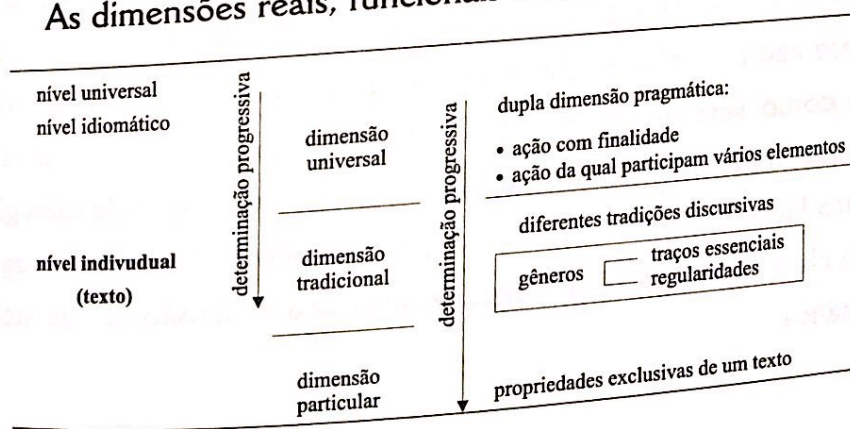 As dimensões reais, funcionais
nível universal
nível idiomático
nível indivudual
(texto)
determinação progressiva
dimensão
universal
dimensão
tradicional
dimensão
particular
determinação progressiva
dupla dimensão pragmática:
• ação com finalidade
• ação da qual participam vários elementos
diferentes tradições discursivas
gêneros
traços essenciais
regularidades
propriedades exclusivas de um texto